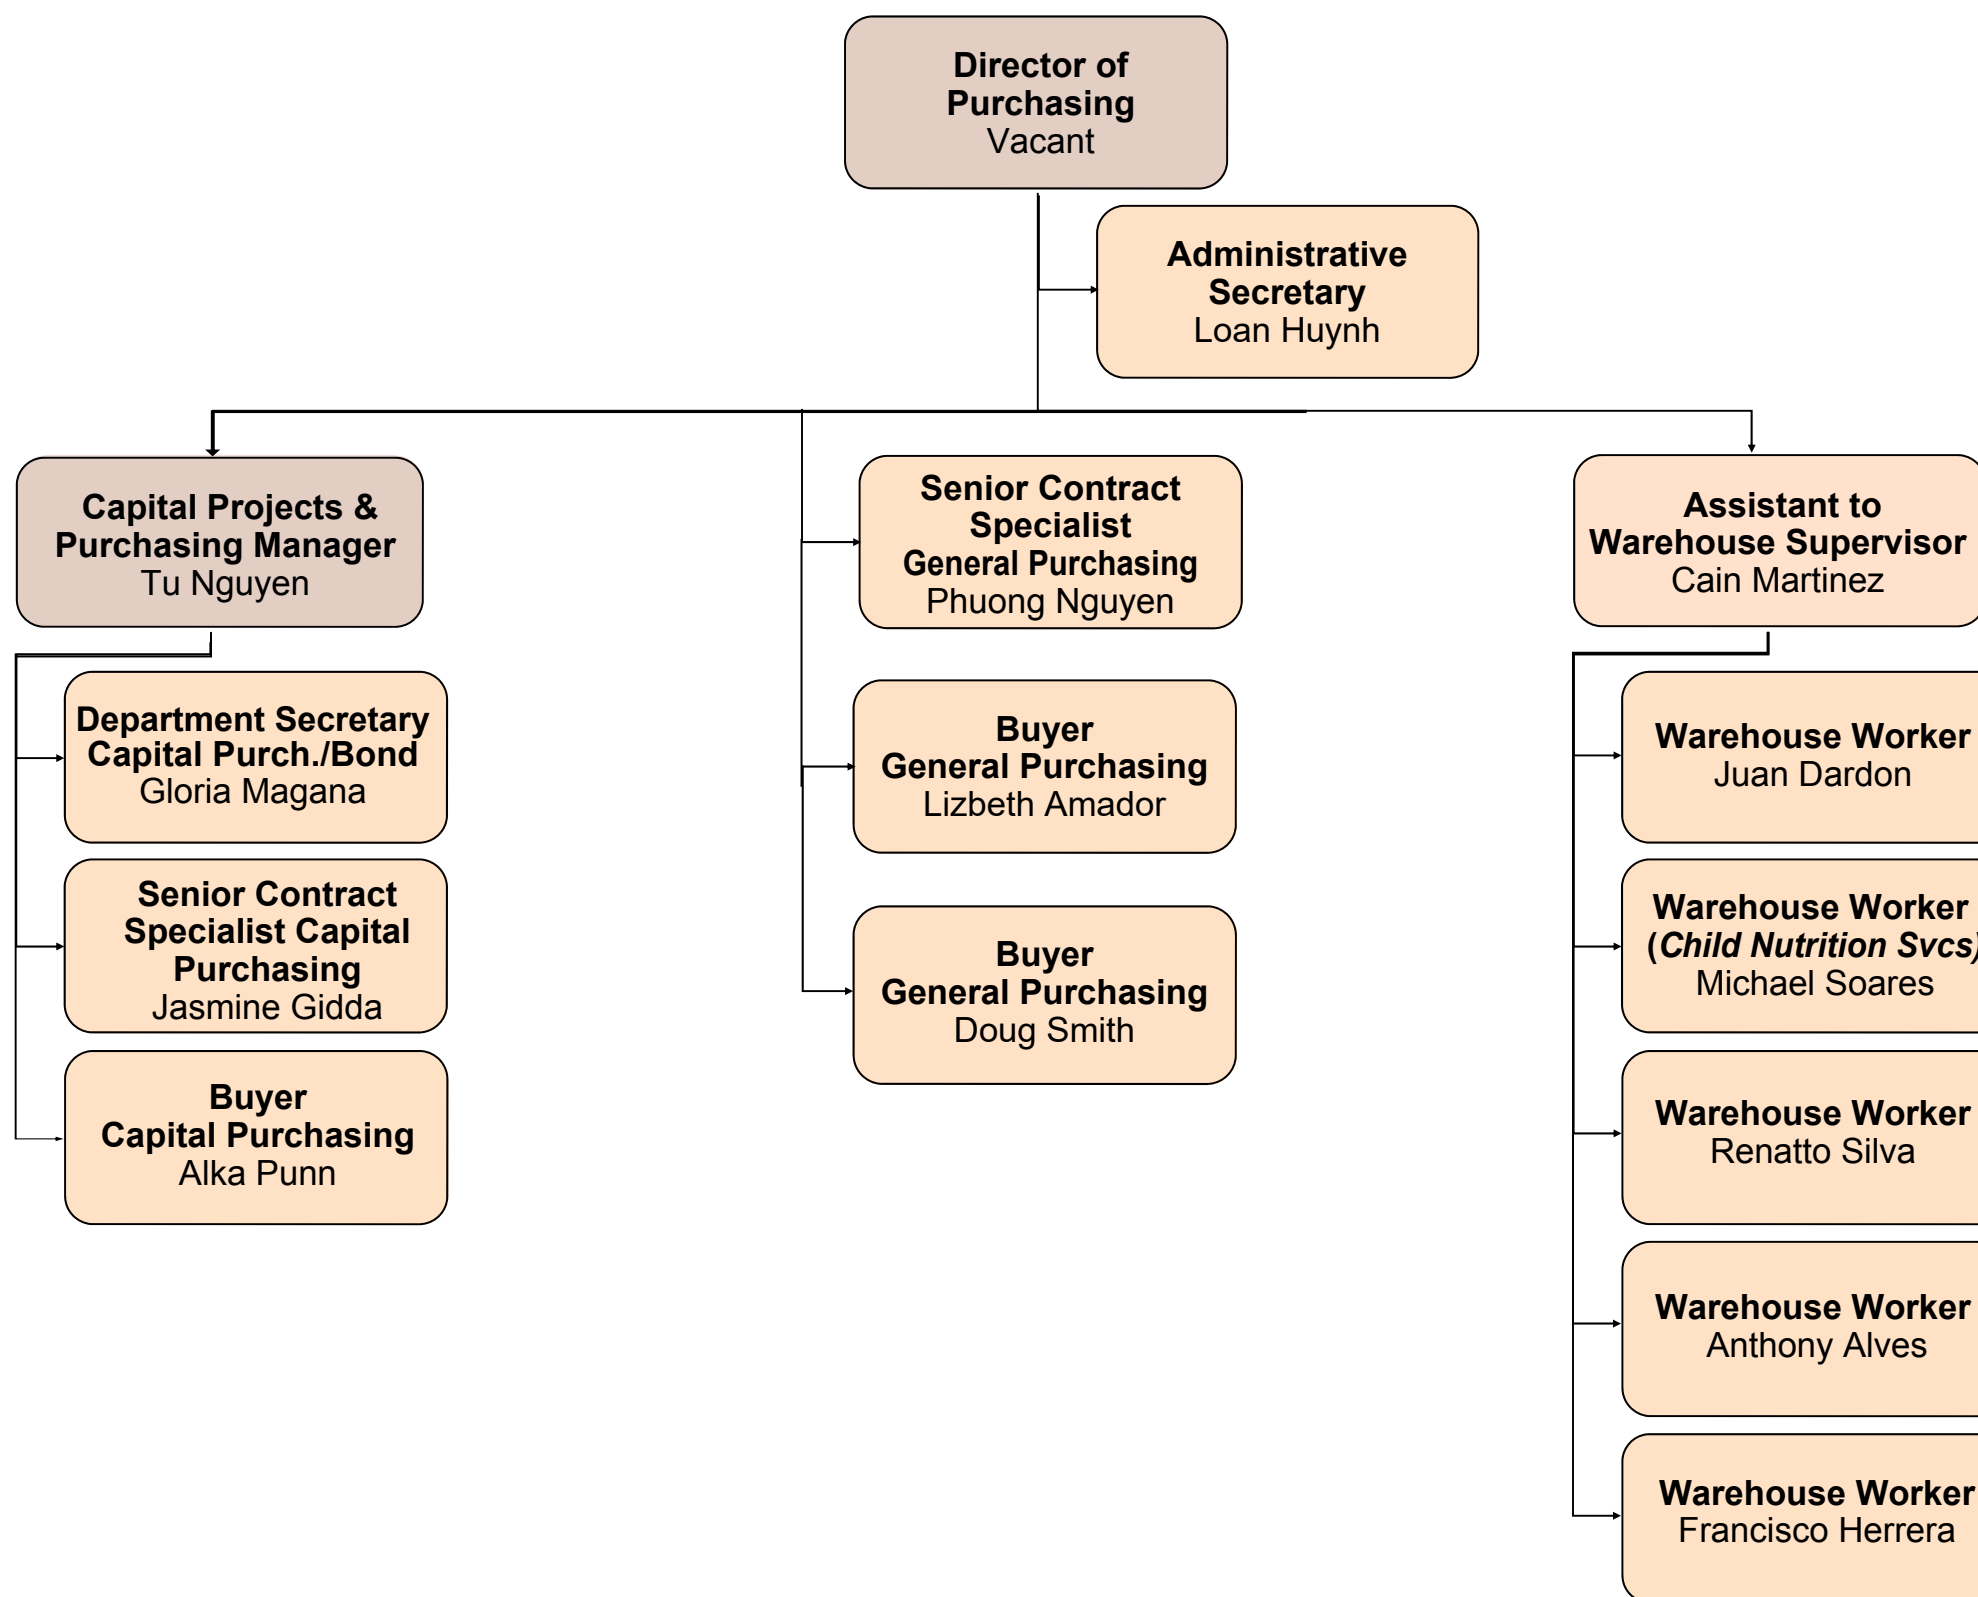 Director of
Purchasing
Vacant
Administrative
Secretary
Loan Huynh
Capital Projects &
Purchasing Manager
Tu Nguyen
Department Secretary
Capital Purch./Bond
Gloria Magana
Senior Contract
Specialist Capital
Purchasing
Jasmine Gidda
Buyer
Capital Purchasing
Alka Punn
Senior Contract
Specialist
General Purchasing
Phuong Nguyen
Buyer
General Purchasing
Lizbeth Amador
Buyer
General Purchasing
Doug Smith
Assistant to
Warehouse Supervisor
Cain Martinez
Warehouse Worker
Juan Dardon
Warehouse Worker
(Child Nutrition Svcs)
Michael Soares
Warehouse Worker
Renatto Silva
Warehouse Worker
Anthony Alves
Warehouse Worker
Francisco Herrera